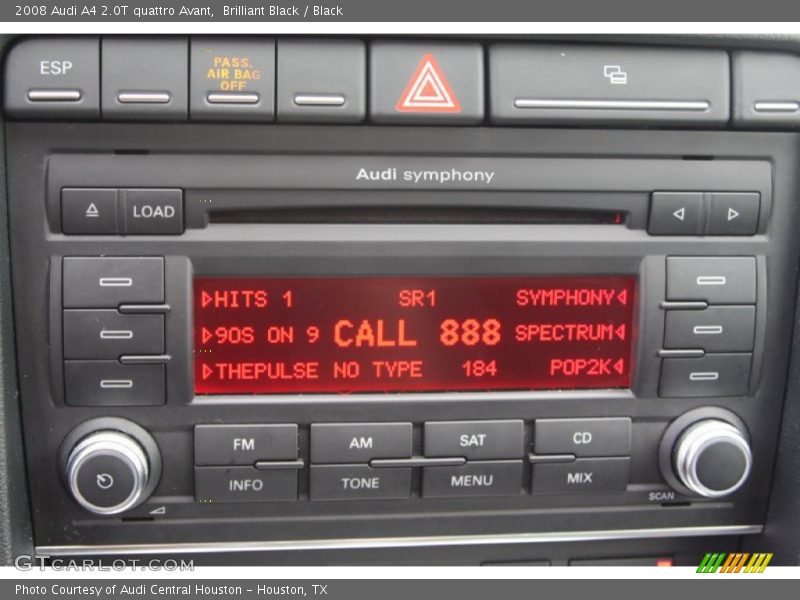 2008 Audi A4 2.0T quattro Avant, Brilliant Black / Black
ESP
PASS.
AIR BAG
OFF
Audi symphony
LOAD
HITS 1 SR1 SYMPHONY
90S ON 9 CALL 888 SPECTRUM
THEPULSE NO TYPE 184 POP2K
FM AM SAT CD
INFO TONE MENU MIX
SCAN
GTCarLot.com
Photo Courtesy of Audi Central Houston - Houston, TX